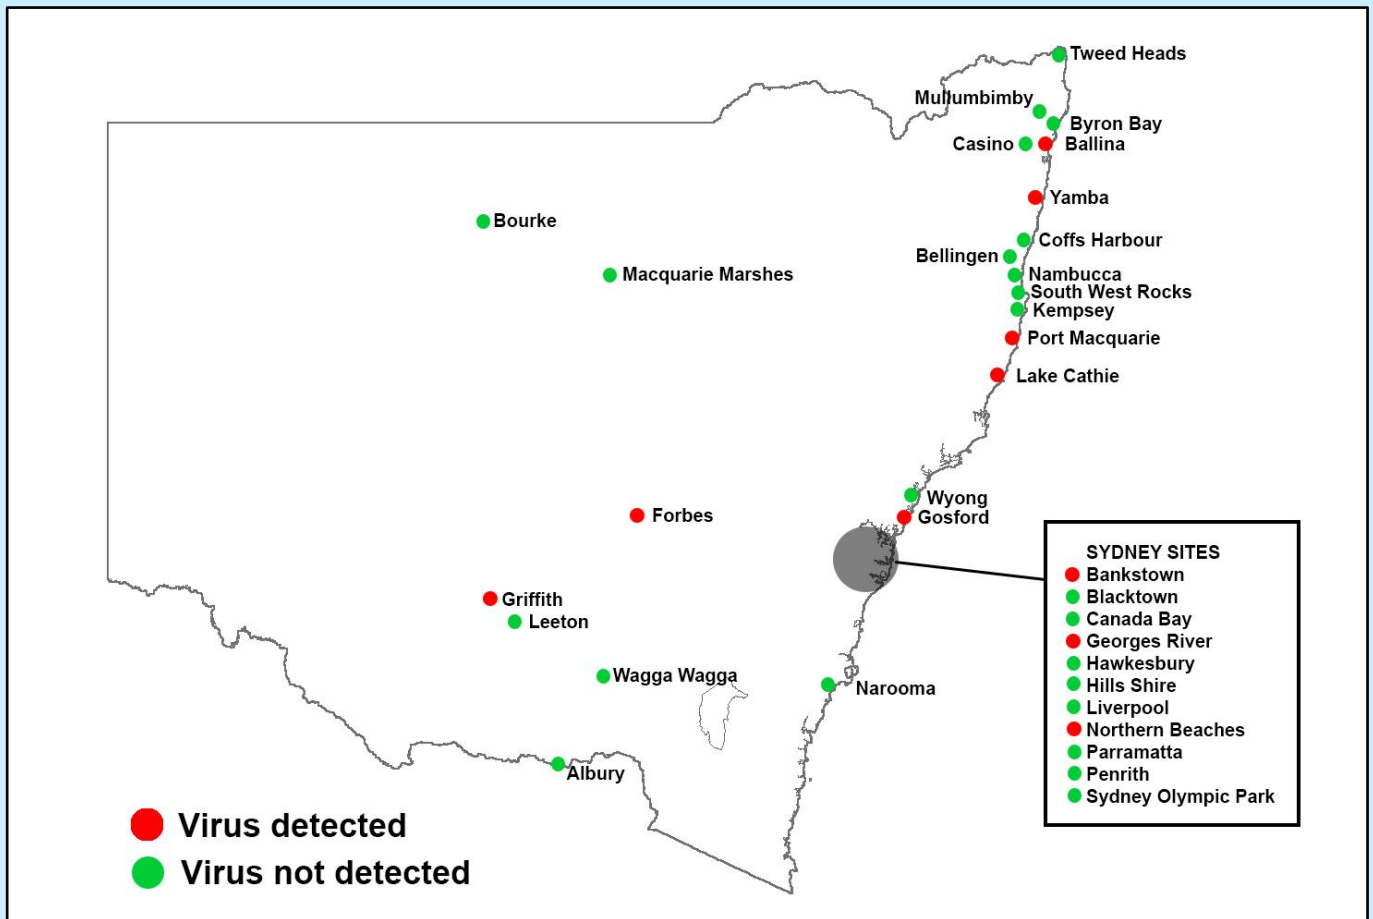 Tweed Heads
Mullumbimby
Byron Bay
Casino
Ballina
Yamba
Bourke
Coffs Harbour
Bellingen
Macquarie Marshes
Nambucca
South West Rocks
Kempsey
Port Macquarie
Lake Cathie
Wyong
Forbes
Gosford
SYDNEY SITES
Bankstown
Blacktown
Canada Bay
Georges River
Hawkesbury
Hills Shire
Liverpool
Northern Beaches
Parramatta
Penrith
Sydney Olympic Park
Griffith
Leeton
Wagga Wagga
Narooma
Albury
Virus detected
Virus not detected